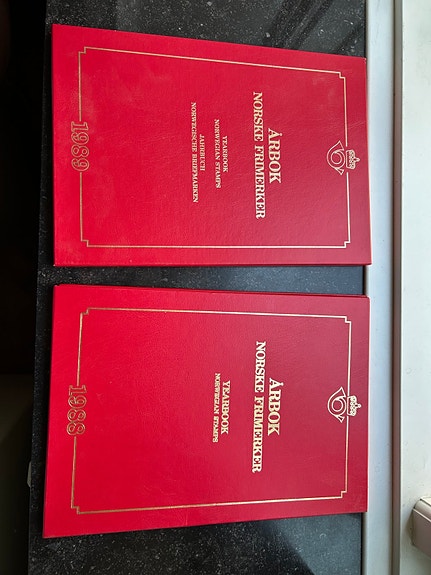 ÅRBOK
NORSKE FRIMERKER
YEARBOOK
NORWEGIAN STAMPS
JAHRBUCH
NORWEGISCHE BRIEFMARKEN
1989
ÅRBOK
NORSKE FRIMERKER
YEARBOOK
NORWEGIAN STAMPS
1988